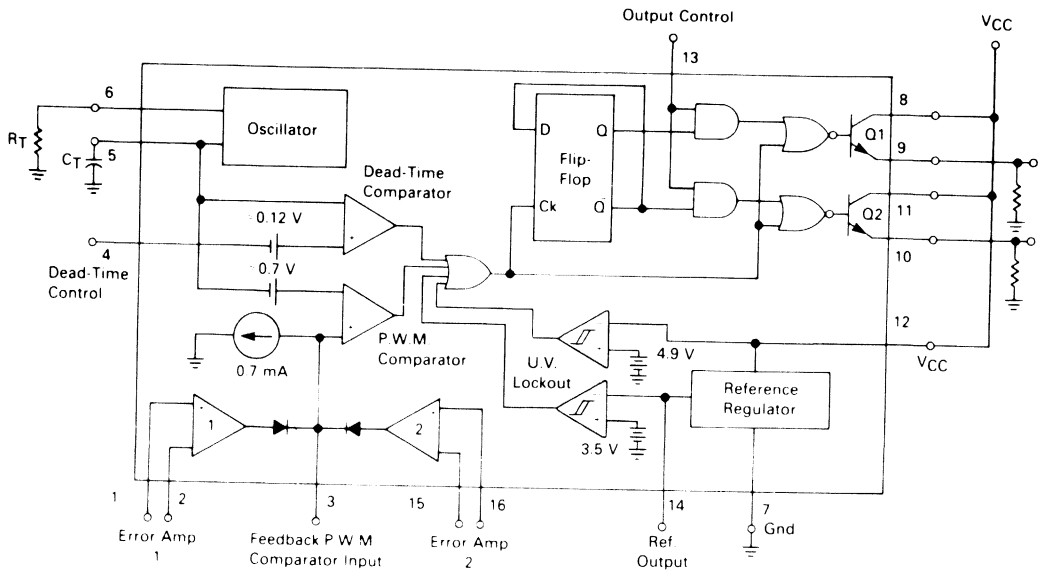 Output Control
VCC
13
6
RT
5
CT
Oscillator
D
Q
Flip-
Flop
Ck
Q
8
Q1
9
11
Q2
10
Dead-Time
Comparator
0.12 V
4
0.7 V
Dead-Time
Control
P.W.M
Comparator
0.7 mA
U.V.
Lockout
4.9 V
12
VCC
Reference
Regulator
3.5 V
1
2
1
2
3
15
16
14
7
Error Amp
1
Feedback P W M
Comparator Input
Error Amp
2
Ref.
Output
Gnd